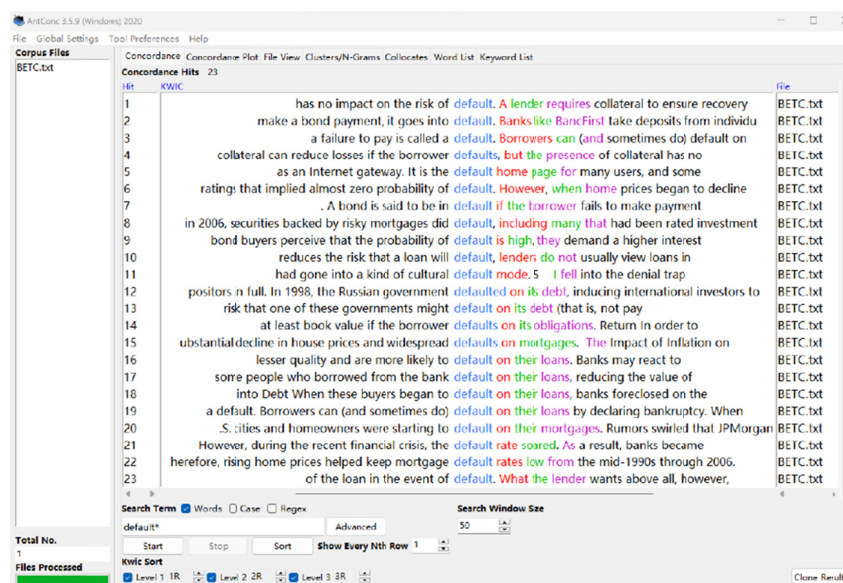 AntConc 3.5.9 (Windows) 2020
File Global Settings Tool Preferences Help
Corpus Files
BETC.txt
Concordance Concordance Plot File View Clusters/N-Grams Collocates Word List Keyword List
Concordance Hits 23
Hit KWIC File
1 has no impact on the risk of default. A lender requires collateral to ensure recovery BETC.txt
2 make a bond payment, it goes into default. Banks like BancFirst take deposits from individu BETC.txt
3 a failure to pay is called a default. Borrowers can (and sometimes do) default on BETC.txt
4 collateral can reduce losses if the borrower defaults, but the presence of collateral has no BETC.txt
5 as an Internet gateway. It is the default home page for many users, and some BETC.txt
6 ratings that implied almost zero probability of default. However, when home prices began to decline BETC.txt
7 . A bond is said to be in default if the borrower fails to make payment BETC.txt
8 in 2006, securities backed by risky mortgages did default, including many that had been rated investment BETC.txt
9 bond buyers perceive that the probability of default is high, they demand a higher interest BETC.txt
10 reduces the risk that a loan will default, lenders do not usually view loans in BETC.txt
11 had gone into a kind of cultural default mode. 5 I fell into the denial trap BETC.txt
12 positors in full. In 1998, the Russian government defaulted on its debt, inducing international investors to BETC.txt
13 risk that one of these governments might default on its debt (that is, not pay BETC.txt
14 at least book value if the borrower defaults on its obligations. Return In order to BETC.txt
15 ubstantial decline in house prices and widespread defaults on mortgages. The Impact of Inflation on BETC.txt
16 lesser quality and are more likely to default on their loans. Banks may react to BETC.txt
17 some people who borrowed from the bank default on their loans, reducing the value of BETC.txt
18 into Debt When these buyers began to default on their loans, banks foreclosed on the BETC.txt
19 a default. Borrowers can (and sometimes do) default on their loans by declaring bankruptcy. When BETC.txt
20 .S. cities and homeowners were starting to default on their mortgages. Rumors swirled that JPMorgan BETC.txt
21 However, during the recent financial crisis, the default rate soared. As a result, banks became BETC.txt
22 herefore, rising home prices helped keep mortgage default rates low from the mid-1990s through 2006. BETC.txt
23 of the loan in the event of default. What the lender wants above all, however, BETC.txt
Search Term Words Case Regex Search Window Size
default* Advanced 50
Total No.
1
Start Stop Sort Show Every Nth Row 1
Files Processed
Kwic Sort
Level 1 1R Level 2 2R Level 3 3R Clone Result